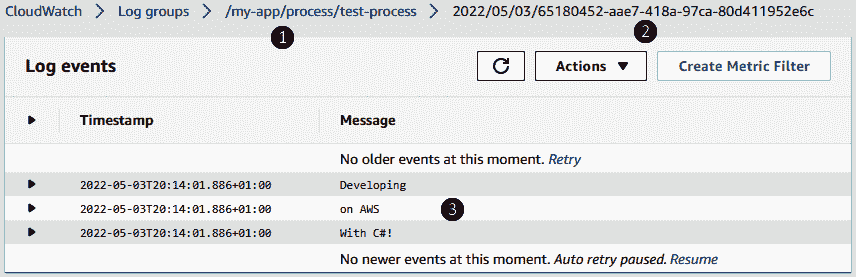 CloudWatch > Log groups > /my-app/process/test-process > 2022/05/03/65180452-aae7-418a-97ca-80d411952e6c
1 2
Log events Actions ▼ Create Metric Filter
Timestamp Message
No older events at this moment. Retry
2022-05-03T20:14:01.886+01:00 Developing
2022-05-03T20:14:01.886+01:00 on AWS 3
2022-05-03T20:14:01.886+01:00 With C#!
No newer events at this moment. Auto retry paused. Resume